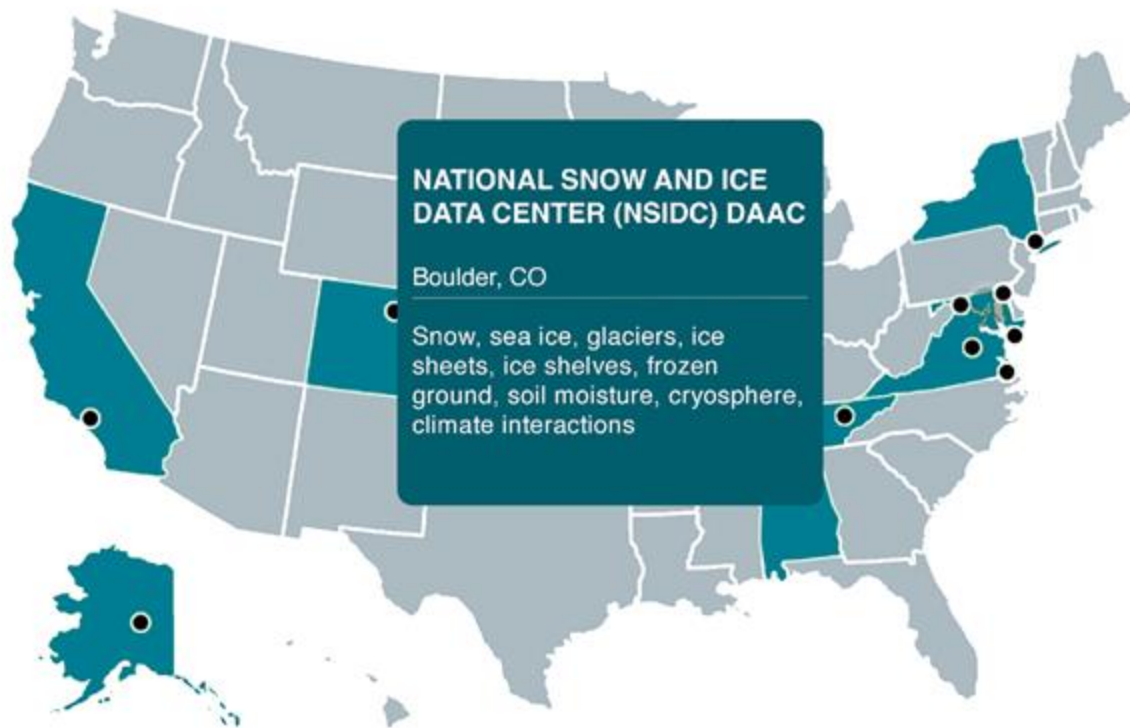 NATIONAL SNOW AND ICE
DATA CENTER (NSIDC) DAAC
Boulder, CO
Snow, sea ice, glaciers, ice
sheets, ice shelves, frozen
ground, soil moisture, cryosphere,
climate interactions